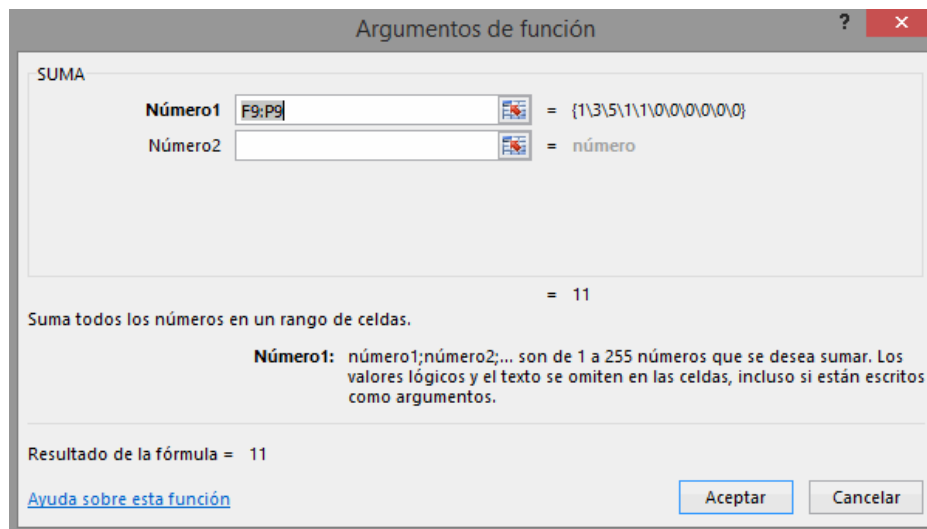 Argumentos de función ? ×
SUMA
Número1 F9:P9 = {1\3\5\1\1\0\0\0\0\0\0}
Número2 = número
= 11
Suma todos los números en un rango de celdas.
Número1: número1;número2;... son de 1 a 255 números que se desea sumar. Los
valores lógicos y el texto se omiten en las celdas, incluso si están escritos
como argumentos.
Resultado de la fórmula = 11
Ayuda sobre esta función Aceptar Cancelar